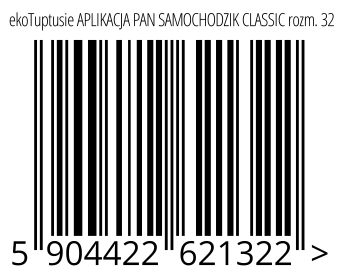 ekoTuptusie APLIKACJA PAN SAMOCHODZIK CLASSIC rozm. 32
5 904422 621322 >